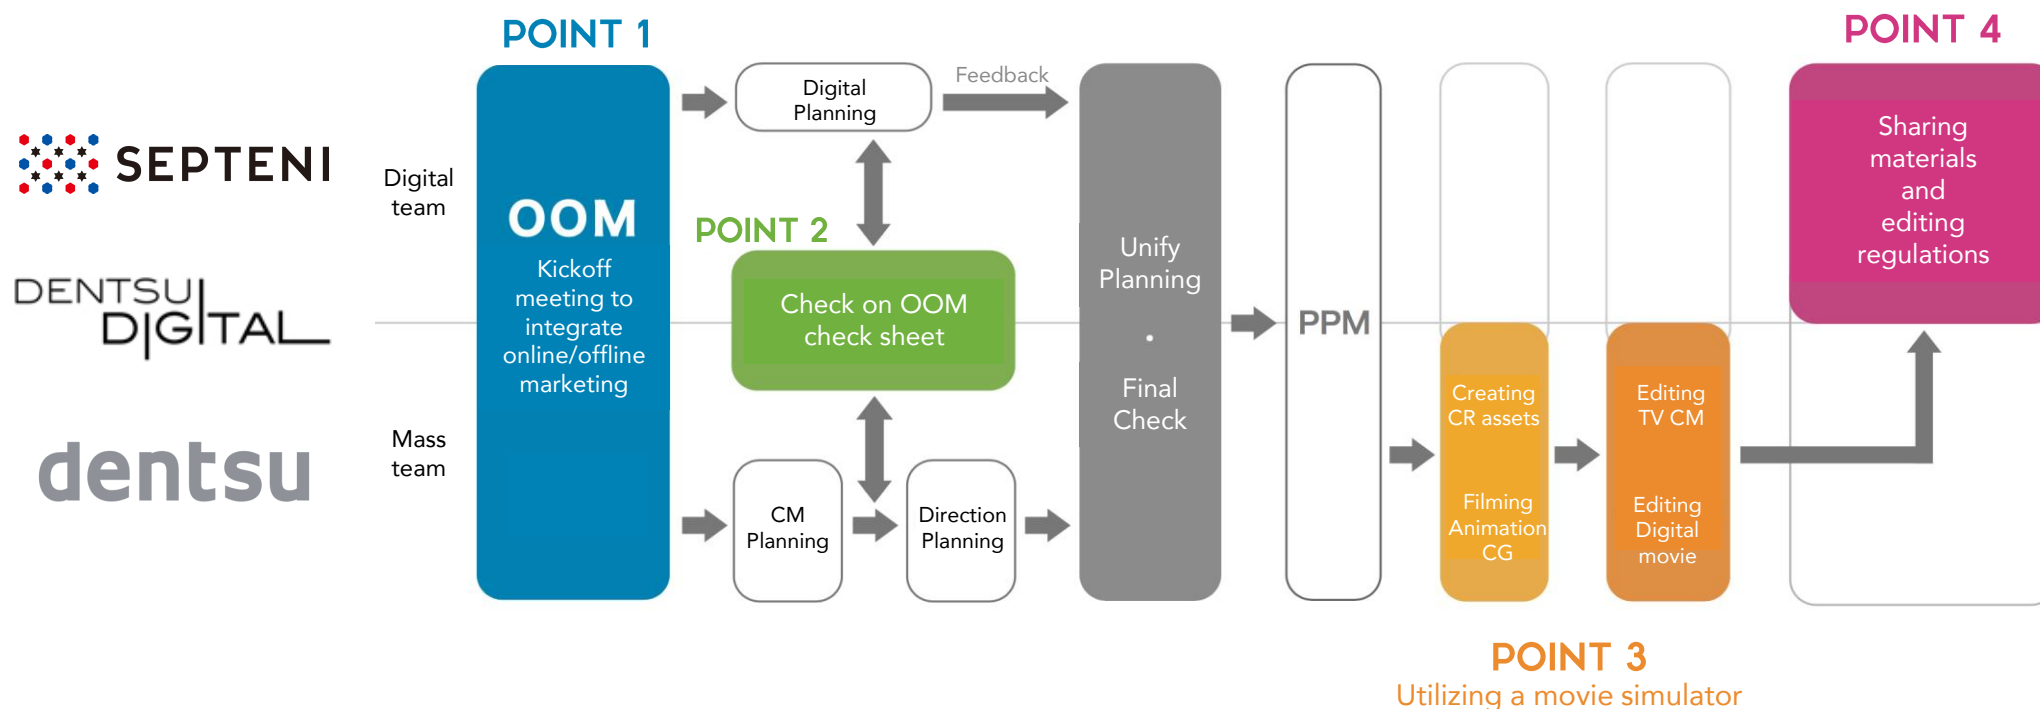 SEPTENI
DENTSU
DIGITAL
dentsu
Digital
team
Mass
team
POINT 1
OOM
Kickoff
meeting to
integrate
online/offline
marketing
Digital
Planning
Feedback
POINT 2
Check on OOM
check sheet
CM
Planning
Direction
Planning
Unify
Planning
・
Final
Check
PPM
Creating
CR assets
Filming
Animation
CG
Editing
TV CM
Editing
Digital
movie
POINT 3
Utilizing a movie simulator
POINT 4
Sharing
materials
and
editing
regulations